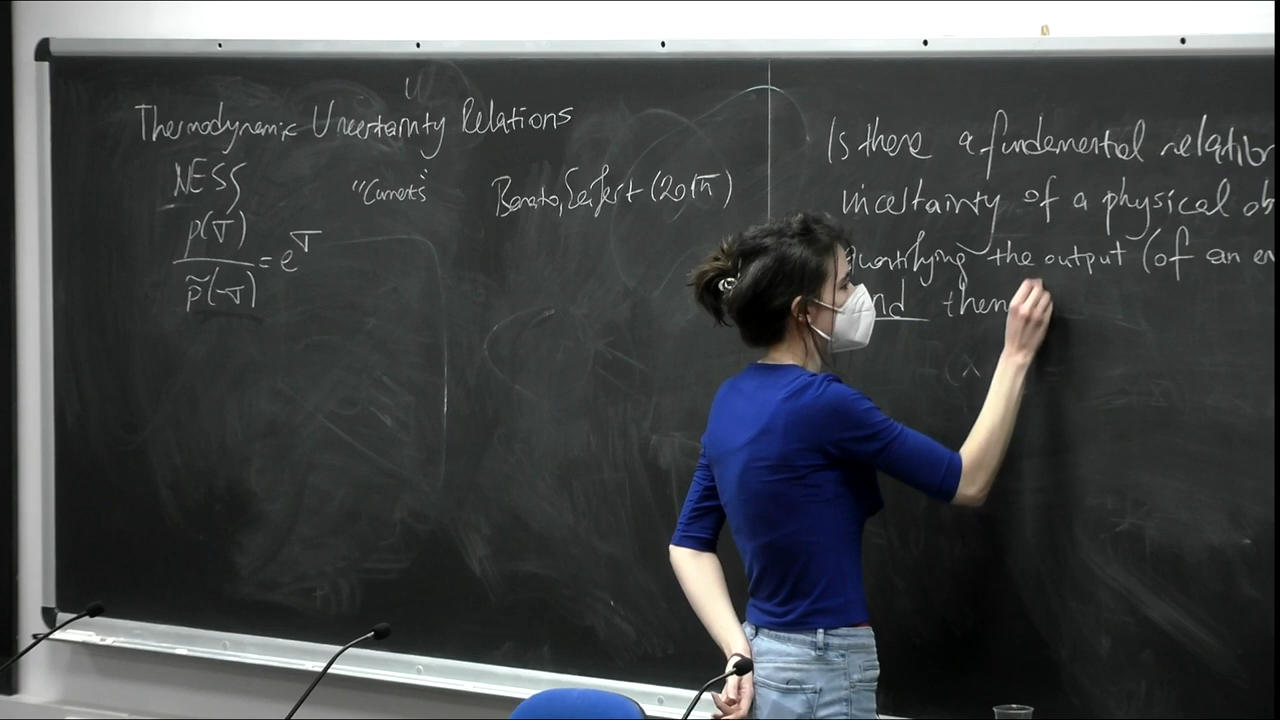 Thermodynamic Uncertainty Relations
NESS
"Currents"
Barato, Seifert (2015)
p(σ)
/
p̃(-σ) = e^σ
Is there a fundamental relation
uncertainty of a physical ob
quantifying the output (of an en
and then